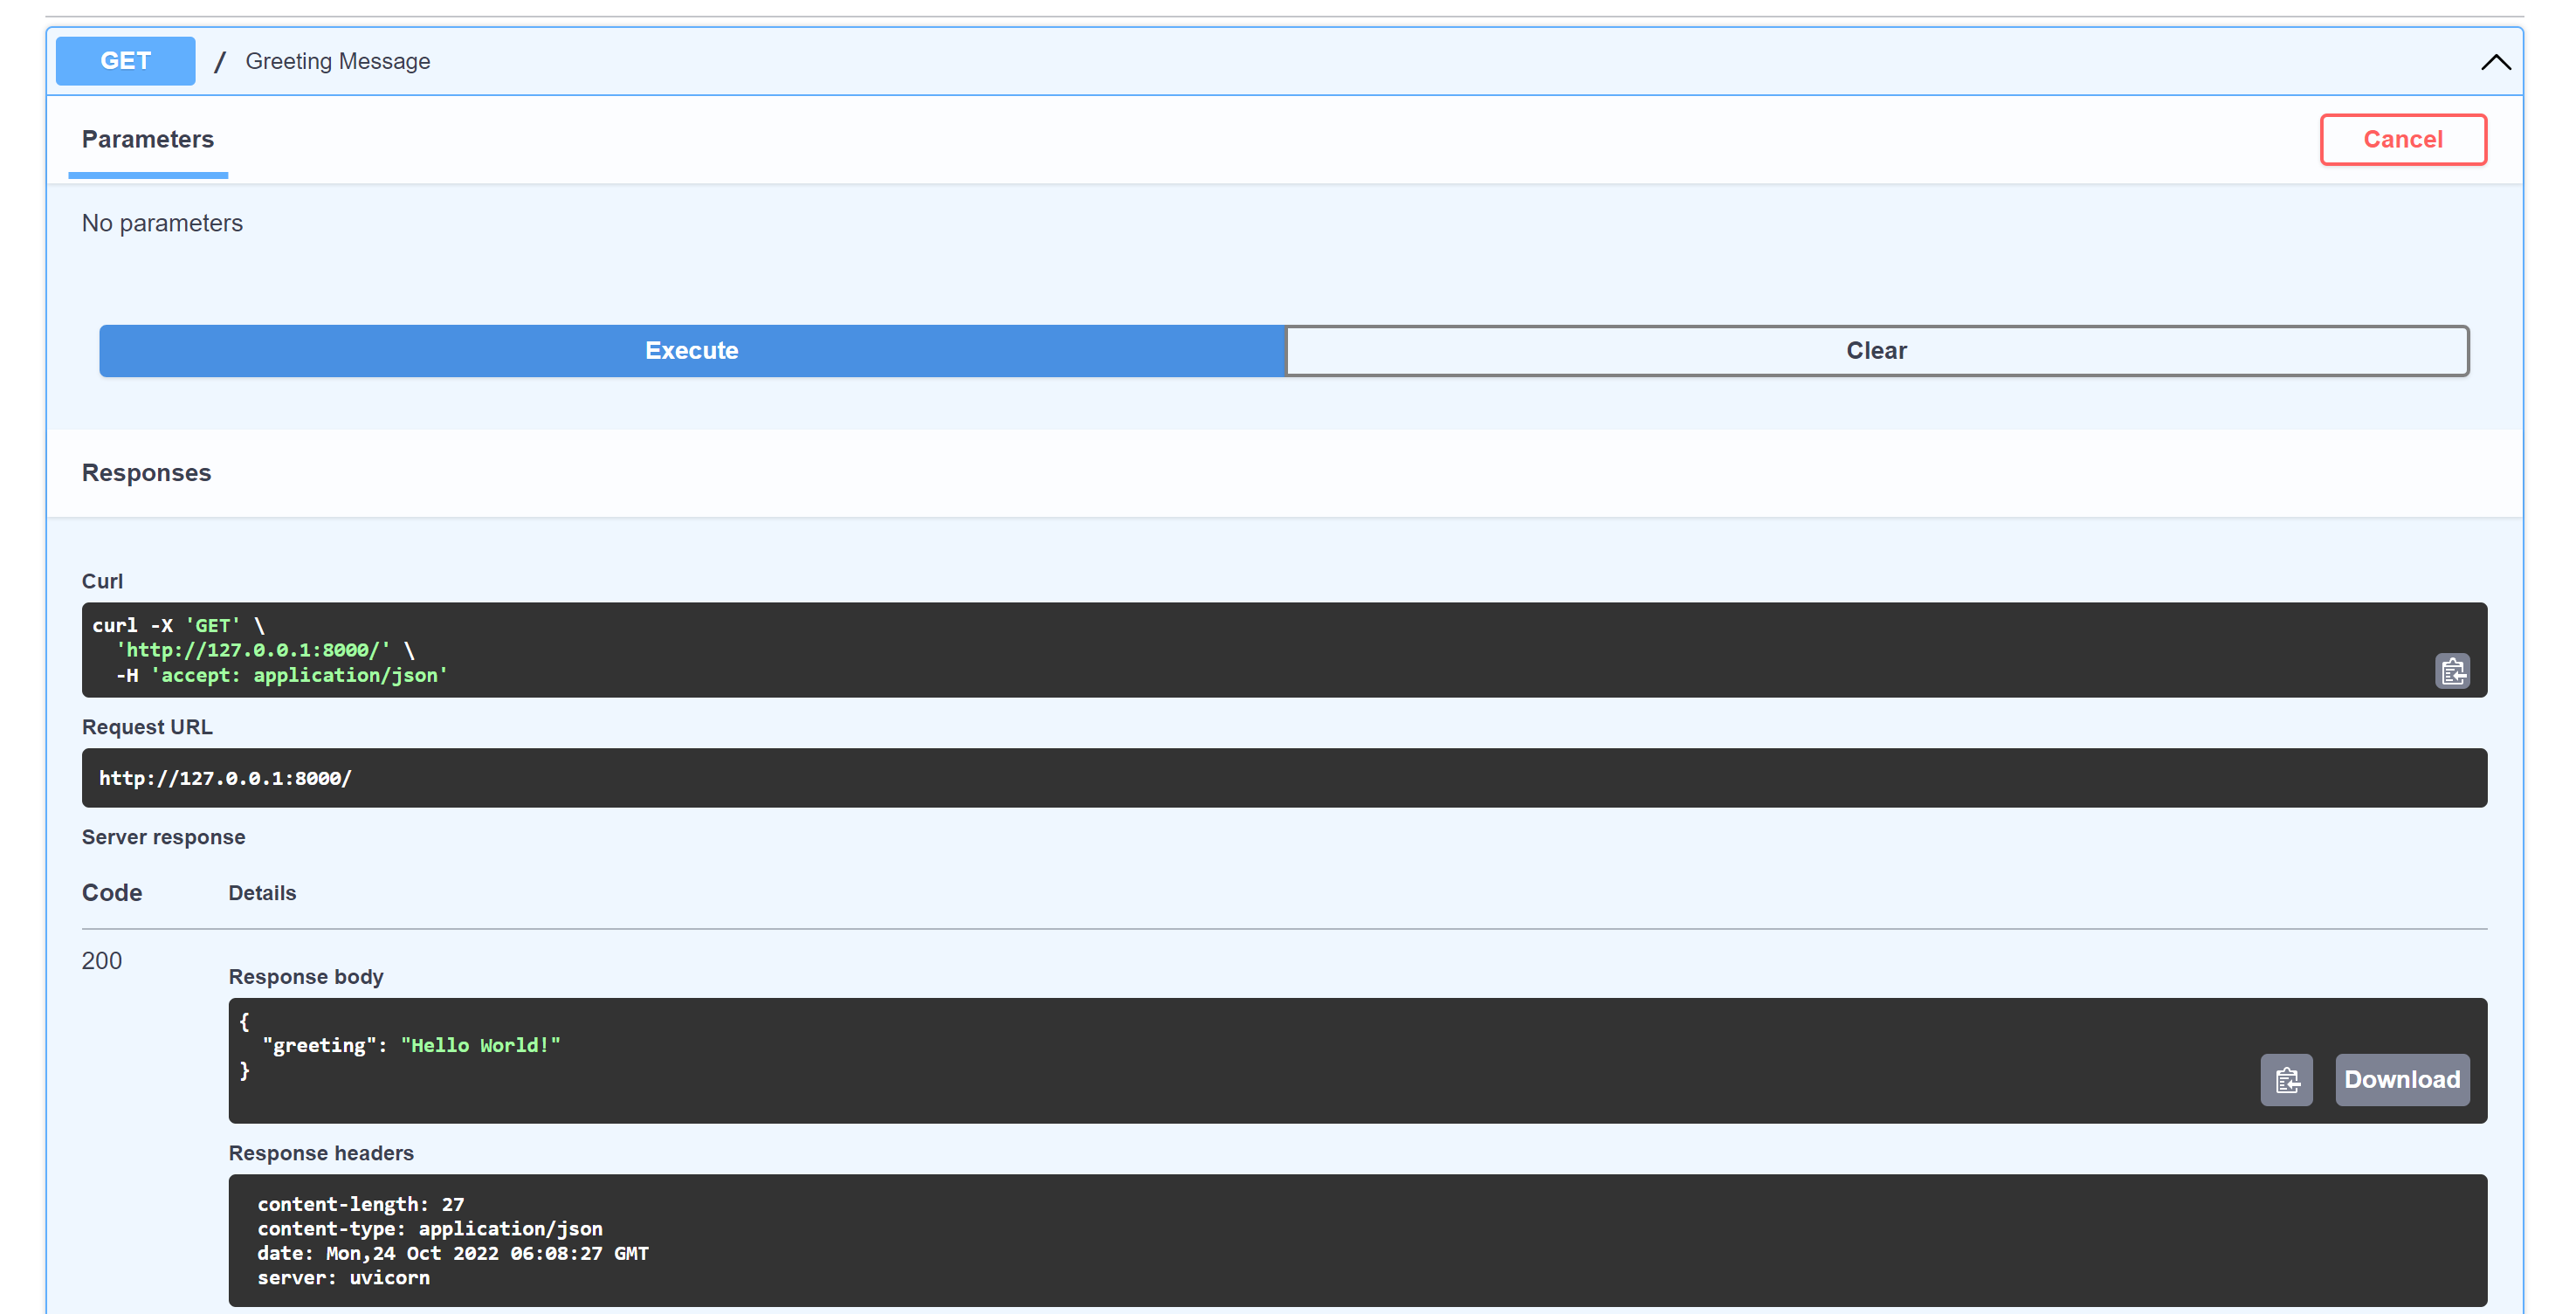 GET / Greeting Message
Parameters
Cancel
No parameters
Execute
Clear
Responses
Curl
curl -X 'GET' \
  'http://127.0.0.1:8000/' \
  -H 'accept: application/json'
Request URL
http://127.0.0.1:8000/
Server response
Code Details
200
Response body
{
  "greeting": "Hello World!"
}
Download
Response headers
content-length: 27
content-type: application/json
date: Mon,24 Oct 2022 06:08:27 GMT
server: uvicorn